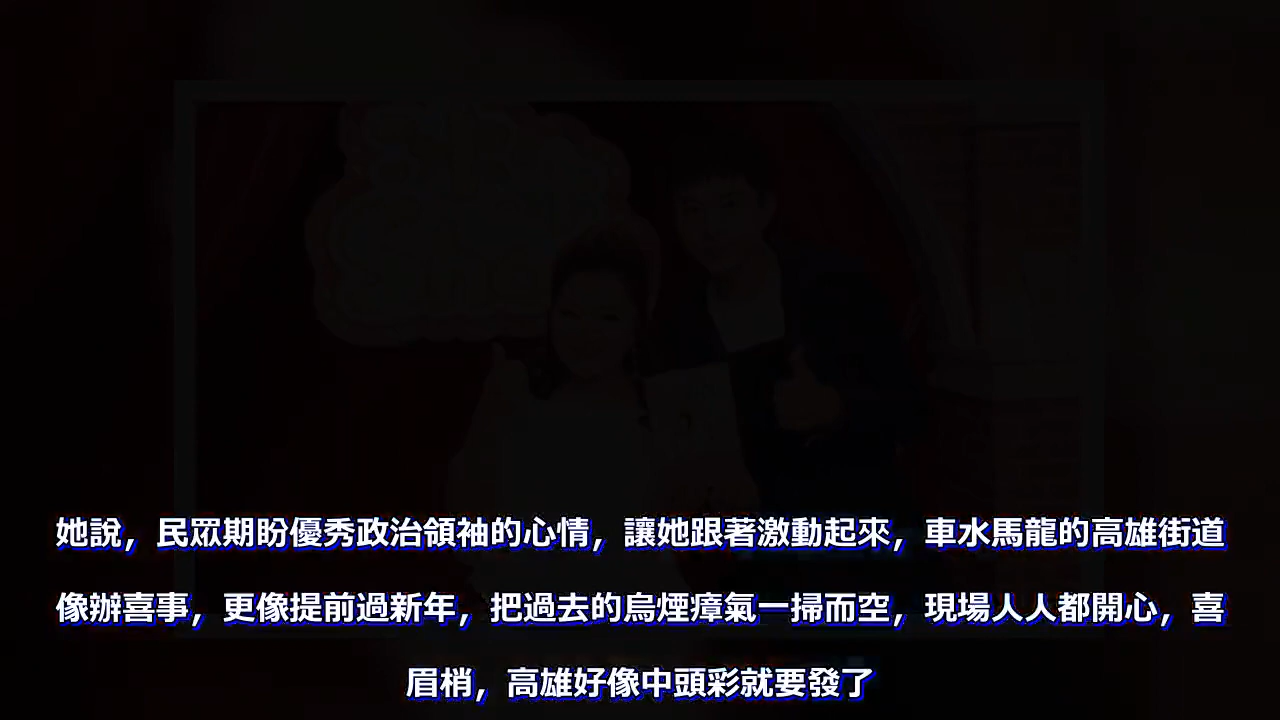 她說，民眾期盼優秀政治領袖的心情，讓她跟著激動起來，車水馬龍的高雄街道
像辦喜事，更像提前過新年，把過去的烏煙瘴氣一掃而空，現場人人都開心，喜
眉梢，高雄好像中頭彩就要發了